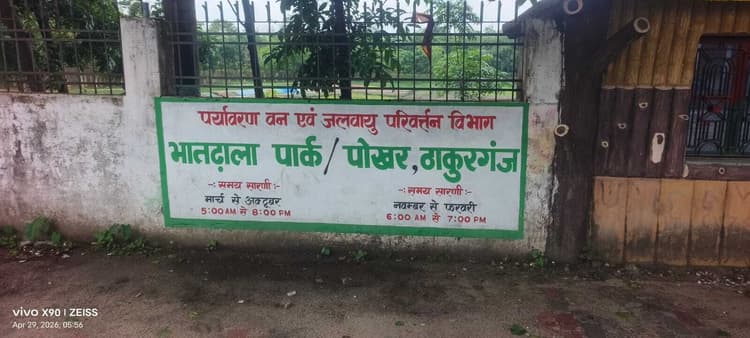 पर्यावरण वन एवं जलवायु परिवर्तन विभाग
भातढाला पार्क / पोखर, ठाकुरगंज
-: समय सारणी :-
मार्च से अक्टूबर
5:00 AM से 8:00 PM
-: समय सारणी :-
नवम्बर से फरवरी
6:00 AM से 7:00 PM
vivo X90 | ZEISS
Apr 29, 2026, 05:56